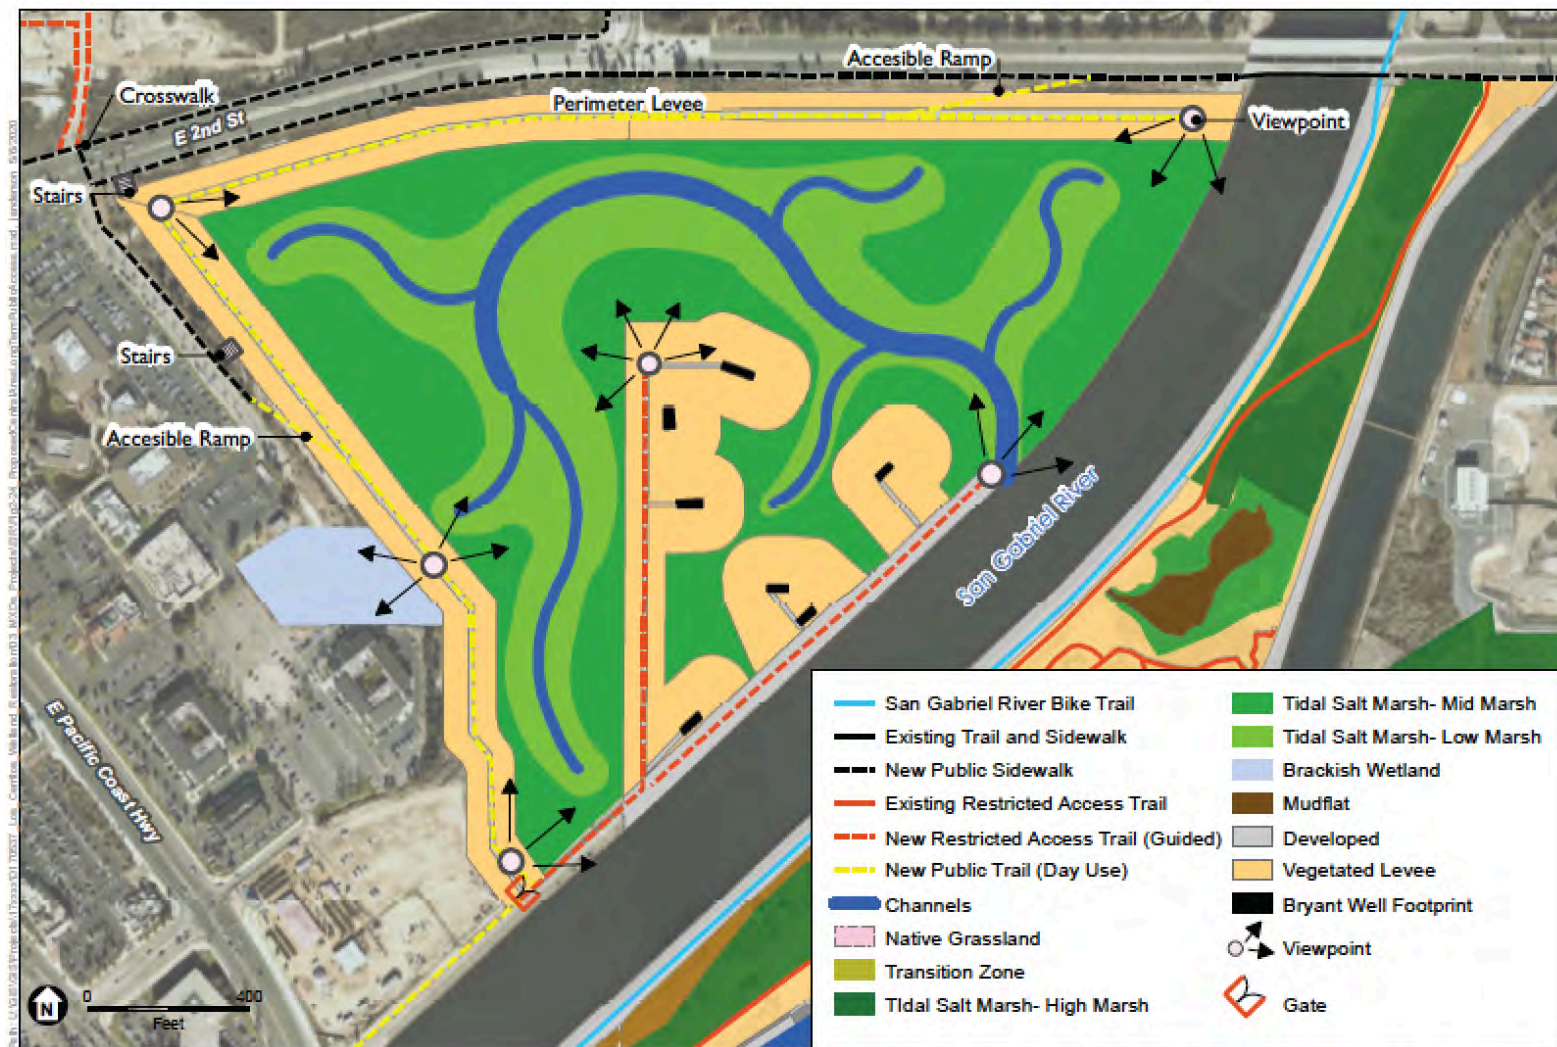 Accesible Ramp
Crosswalk
Perimeter Levee
E 2nd St
Viewpoint
Stairs
Stairs
Accesible Ramp
San Gabriel River
E Pacific Coast Hwy
San Gabriel River Bike Trail
Existing Trail and Sidewalk
New Public Sidewalk
Existing Restricted Access Trail
New Restricted Access Trail (Guided)
New Public Trail (Day Use)
Channels
Native Grassland
Transition Zone
TIdal Salt Marsh- High Marsh
Tidal Salt Marsh- Mid Marsh
Tidal Salt Marsh- Low Marsh
Brackish Wetland
Mudflat
Developed
Vegetated Levee
Bryant Well Footprint
Viewpoint
Gate
N
0 400
Feet